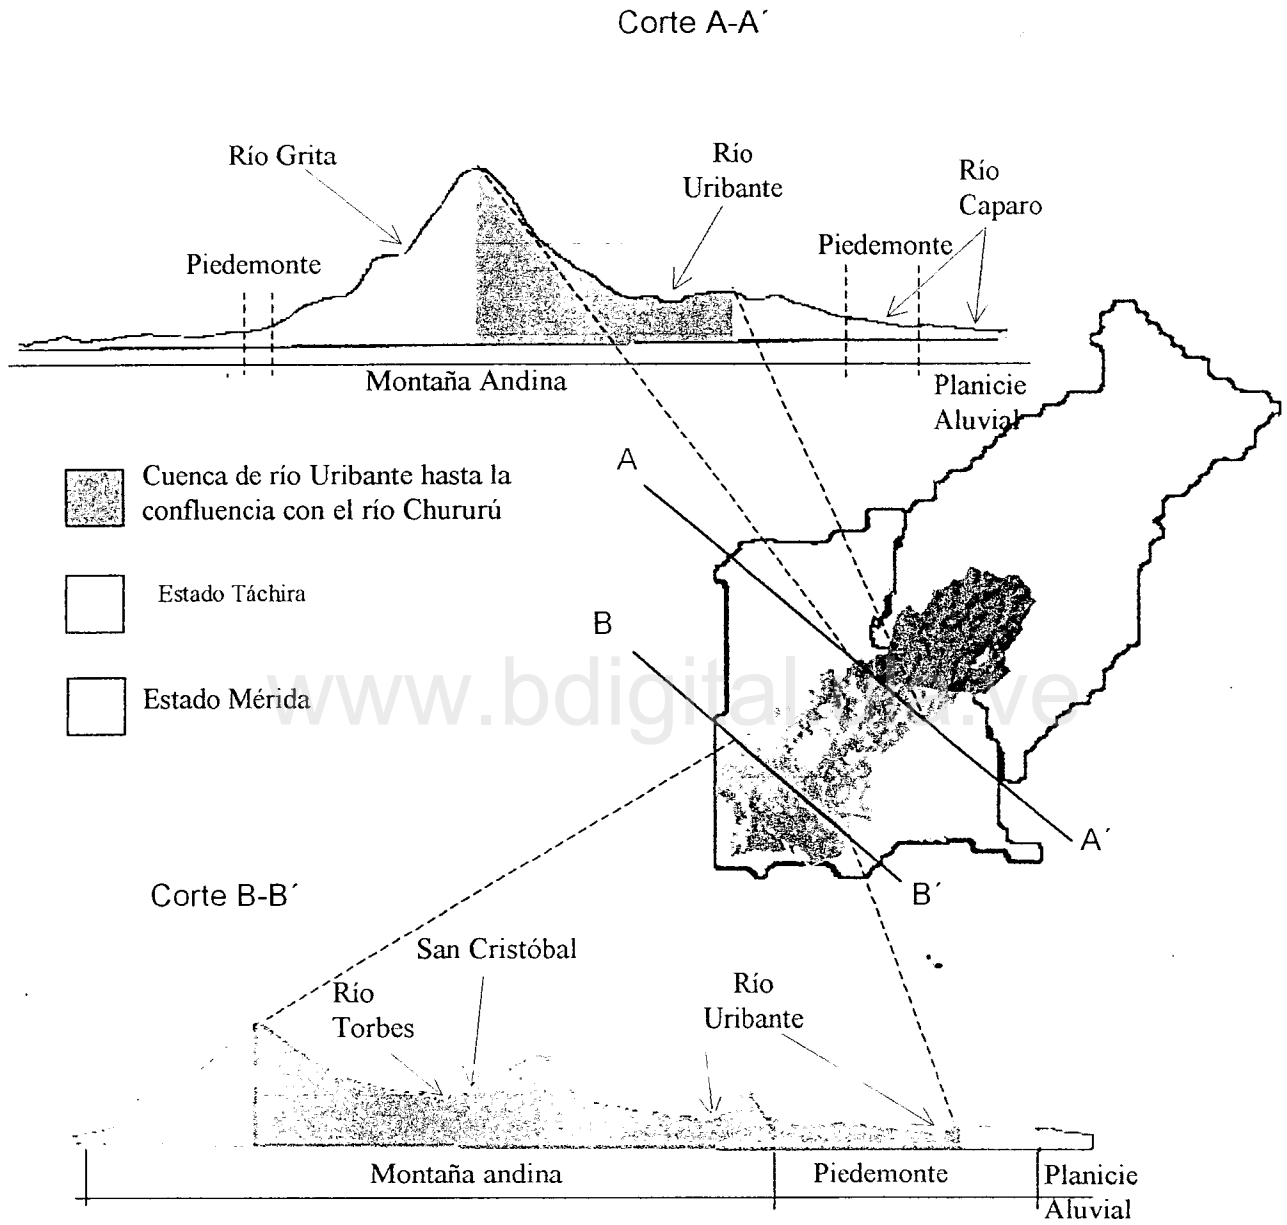 Corte A-A´
Río Grita
Río
Uribante
Río
Caparo
Piedemonte
Piedemonte
Montaña Andina
Planicie
Aluvial
Cuenca de río Uribante hasta la
confluencia con el río Chururú
Estado Táchira
Estado Mérida
A
B
A´
B´
www.bdigital.ula.ve
Corte B-B´
San Cristóbal
Río
Torbes
Río
Uribante
Montaña andina
Piedemonte
Planicie
Aluvial